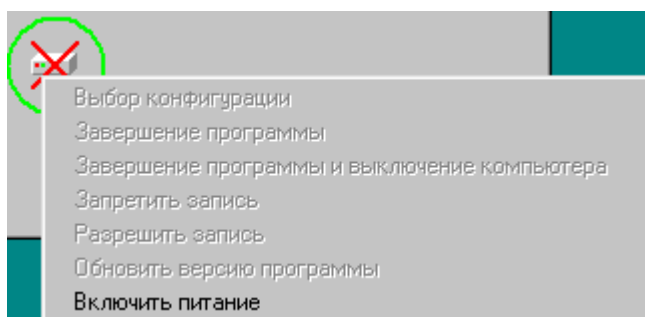 Выбор конфигурации
Завершение программы
Завершение программы и выключение компьютера
Запретить запись
Разрешить запись
Обновить версию программы
Включить питание